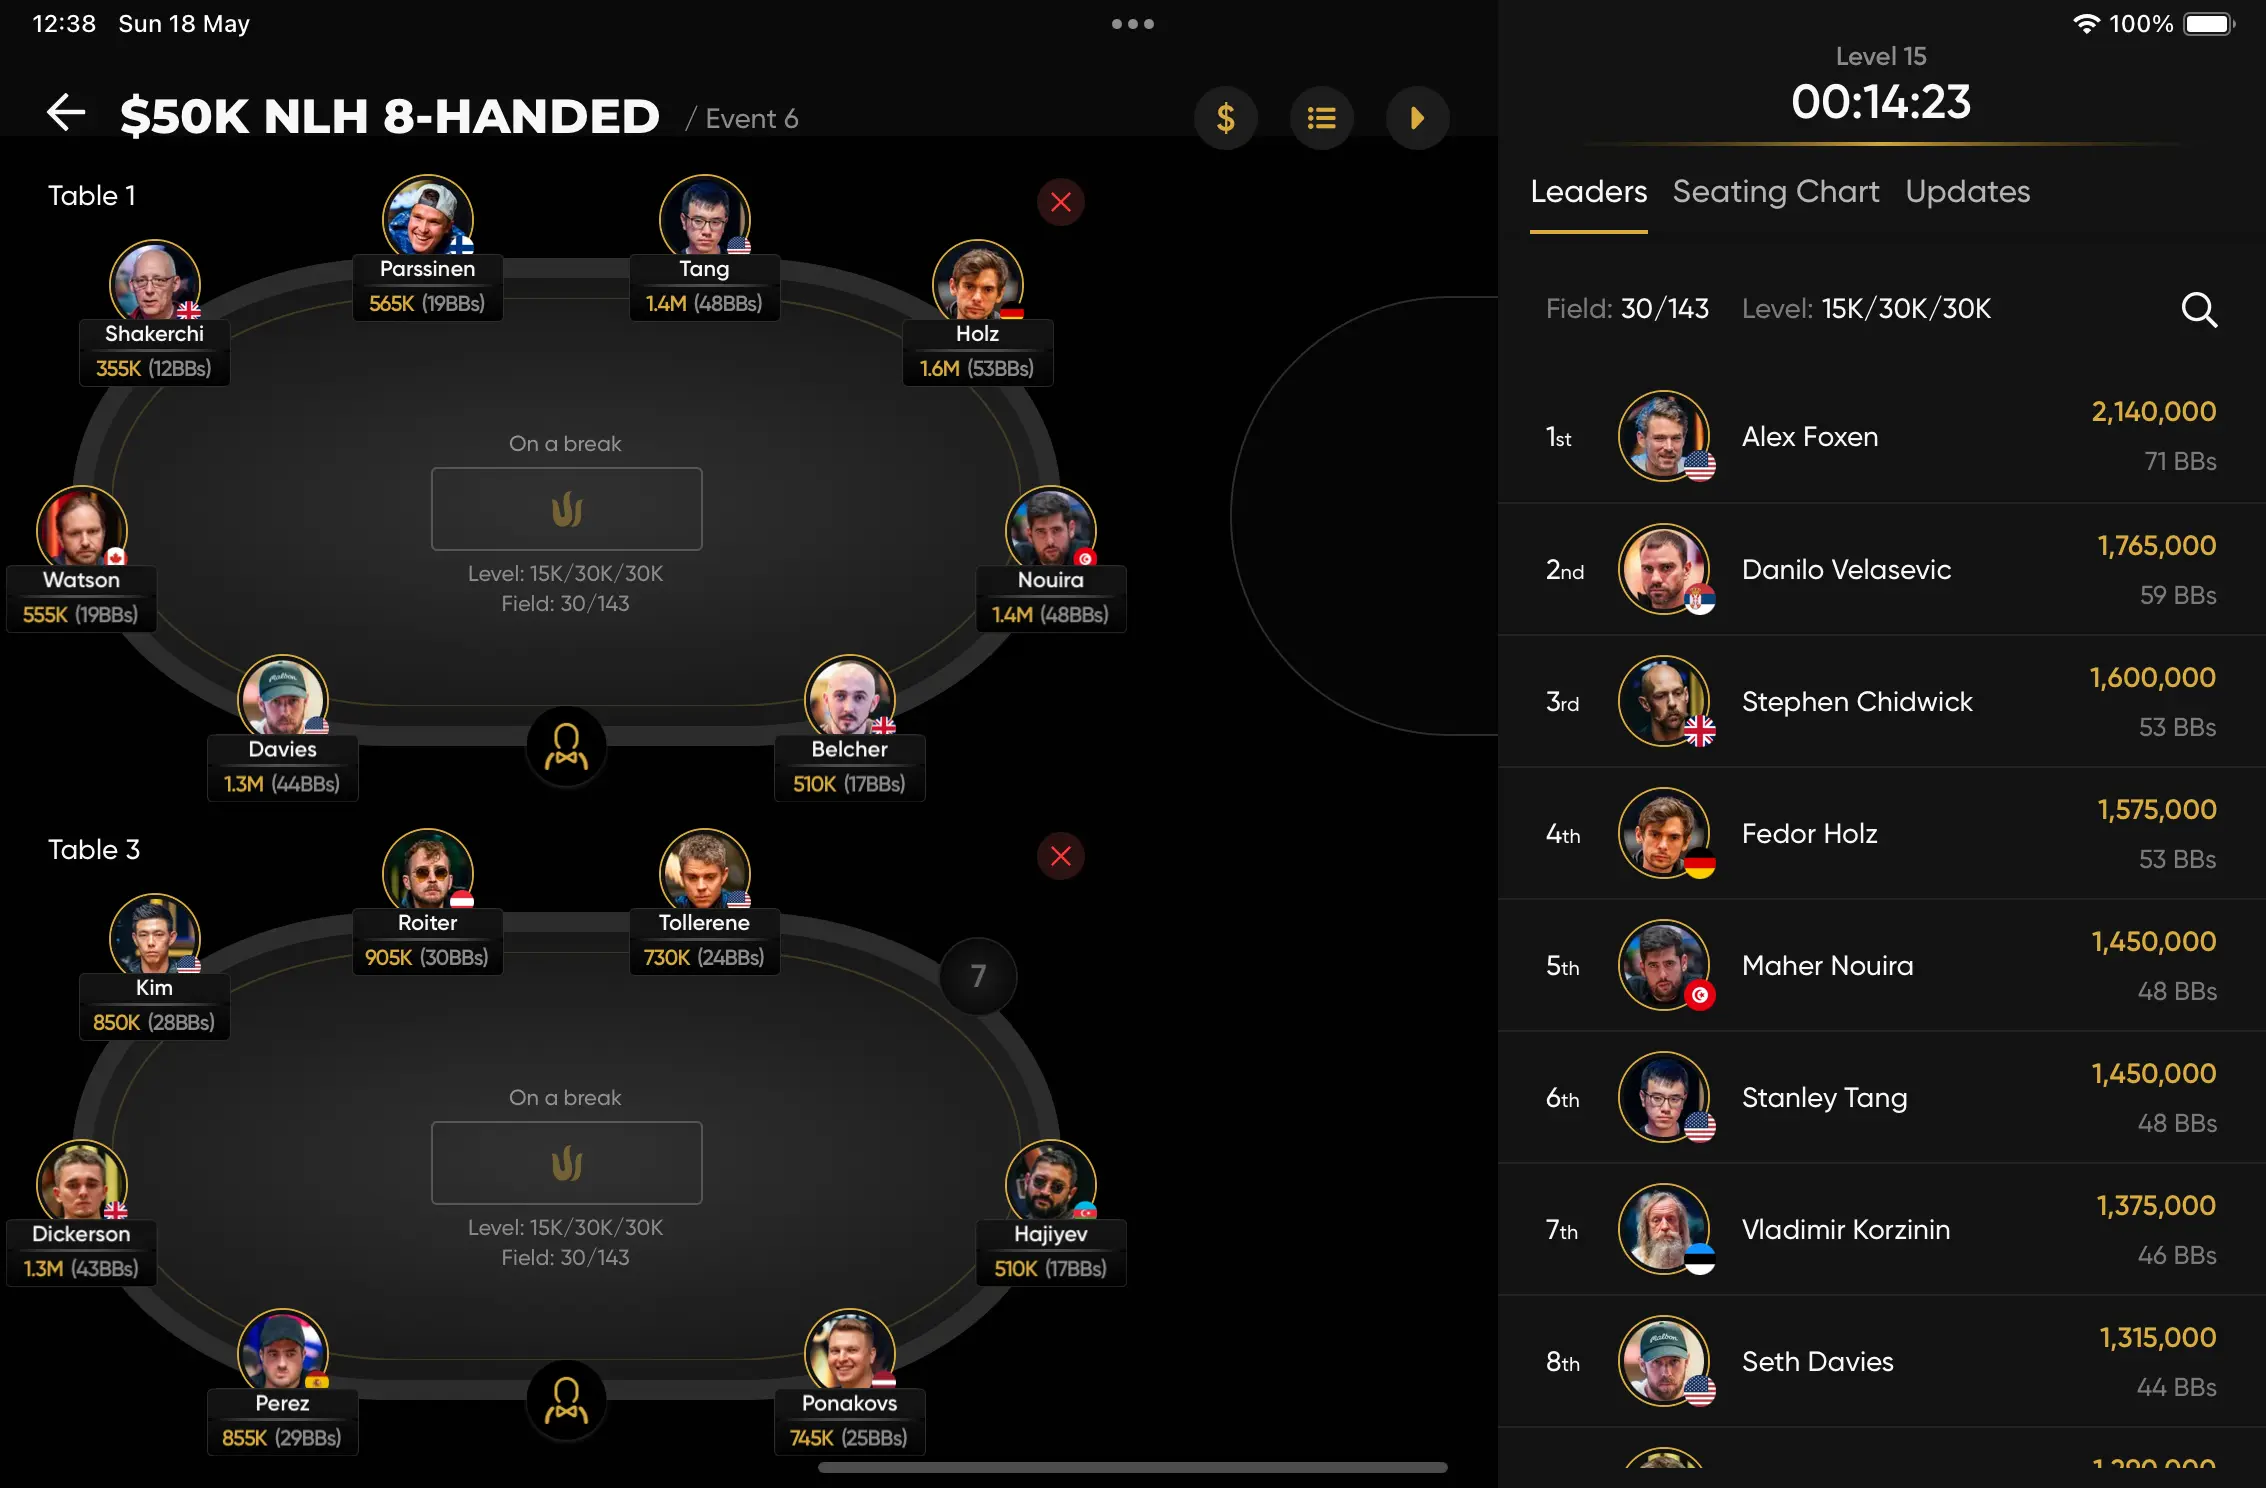 12:38 Sun 18 May
100%
$50K NLH 8-HANDED / Event 6
$
Table 1
Parssinen
565K (19BBs)
Tang
1.4M (48BBs)
Shakerchi
355K (12BBs)
Holz
1.6M (53BBs)
Watson
555K (19BBs)
Nouira
1.4M (48BBs)
Davies
1.3M (44BBs)
Belcher
510K (17BBs)
On a break
Level: 15K/30K/30K
Field: 30/143
Table 3
Roiter
905K (30BBs)
Tollerene
730K (24BBs)
Kim
850K (28BBs)
7
Dickerson
1.3M (43BBs)
Hajiyev
510K (17BBs)
Perez
855K (29BBs)
Ponakovs
745K (25BBs)
On a break
Level: 15K/30K/30K
Field: 30/143
Level 15
00:14:23
Leaders Seating Chart Updates
Field: 30/143 Level: 15K/30K/30K
1st Alex Foxen 2,140,000
71 BBs
2nd Danilo Velasevic 1,765,000
59 BBs
3rd Stephen Chidwick 1,600,000
53 BBs
4th Fedor Holz 1,575,000
53 BBs
5th Maher Nouira 1,450,000
48 BBs
6th Stanley Tang 1,450,000
48 BBs
7th Vladimir Korzinin 1,375,000
46 BBs
8th Seth Davies 1,315,000
44 BBs